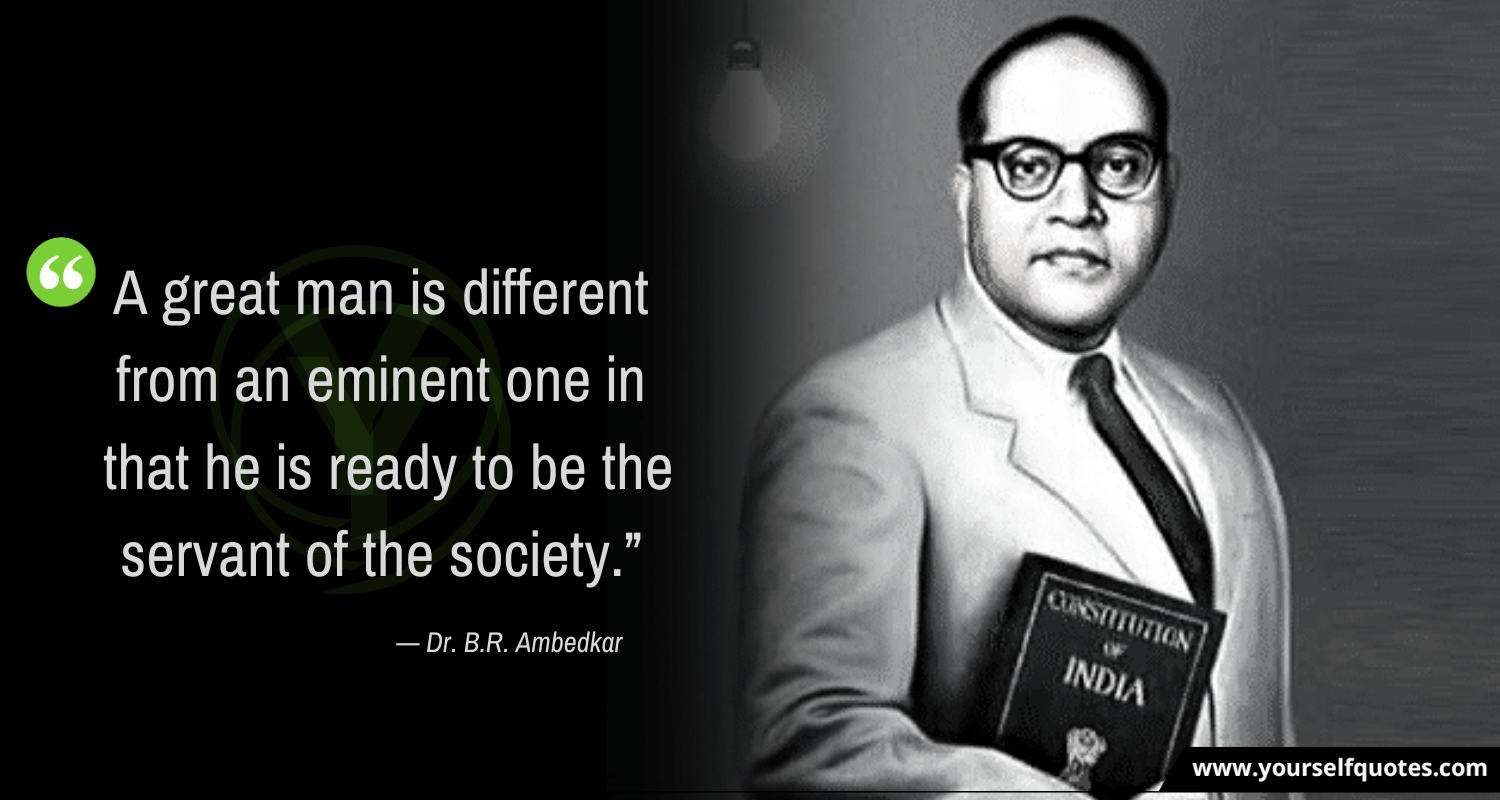 “
A great man is different
from an eminent one in
that he is ready to be the
servant of the society.”
— Dr. B.R. Ambedkar
CONSTITUTION
OF
INDIA
www.yourselfquotes.com